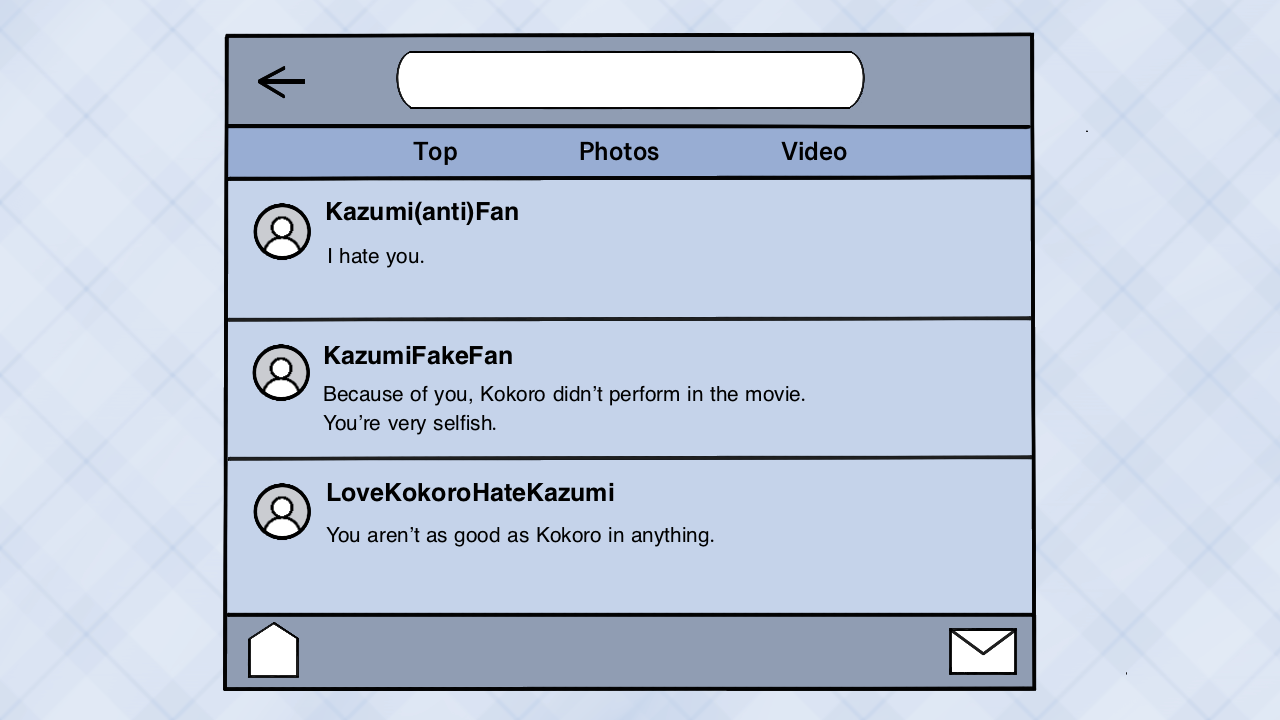 Top Photos Video
Kazumi(anti)Fan
I hate you.
KazumiFakeFan
Because of you, Kokoro didn’t perform in the movie.
You’re very selfish.
LoveKokoroHateKazumi
You aren’t as good as Kokoro in anything.